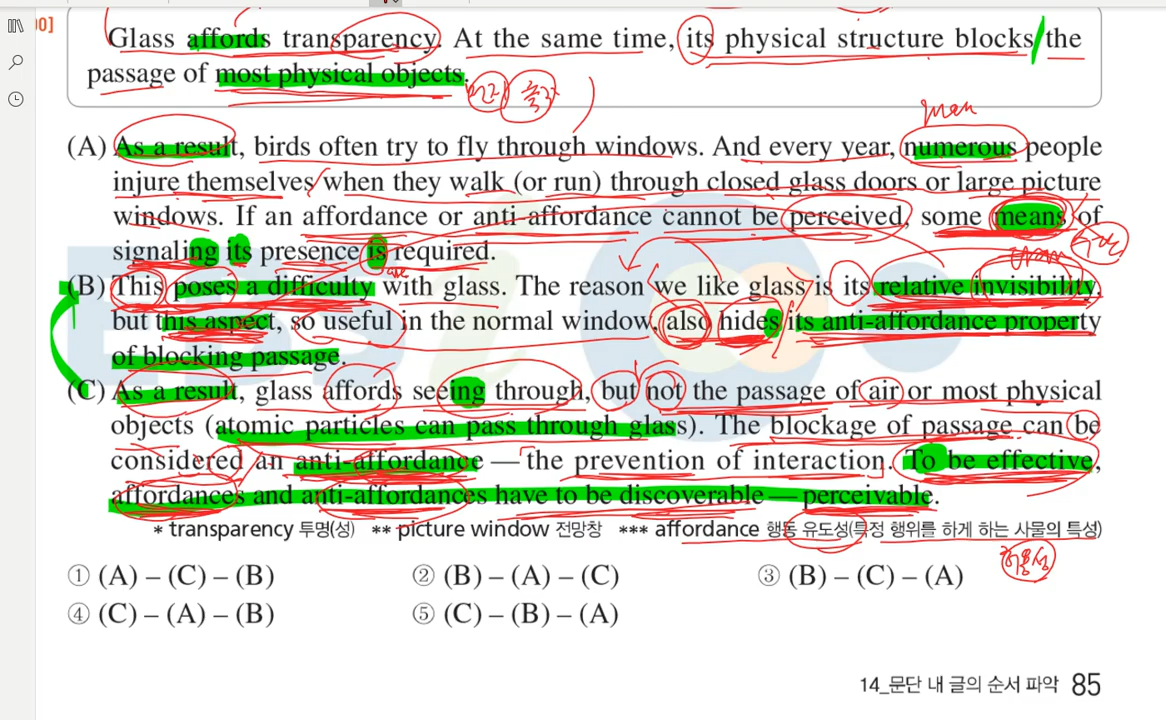 00]
Glass affords transparency. At the same time, its physical structure blocks the
passage of most physical objects.
men
(A) As a result, birds often try to fly through windows. And every year, numerous people
injure themselves when they walk (or run) through closed glass doors or large picture
windows. If an affordance or anti-affordance cannot be perceived, some means of
signaling its presence is required.
are
(B) This poses a difficulty with glass. The reason we like glass is its relative invisibility,
but this aspect, so useful in the normal window, also hides its anti-affordance property
of blocking passage.
(C) As a result, glass affords seeing through, but not the passage of air or most physical
objects (atomic particles can pass through glass). The blockage of passage can be
considered an anti-affordance — the prevention of interaction. To be effective,
affordances and anti-affordances have to be discoverable — perceivable.
* transparency 투명(성) ** picture window 전망창 *** affordance 행동 유도성(특정 행위를 하게 하는 사물의 특성)
허용성
① (A) – (C) – (B) ② (B) – (A) – (C) ③ (B) – (C) – (A)
④ (C) – (A) – (B) ⑤ (C) – (B) – (A)
14_문단 내 글의 순서 파악 85